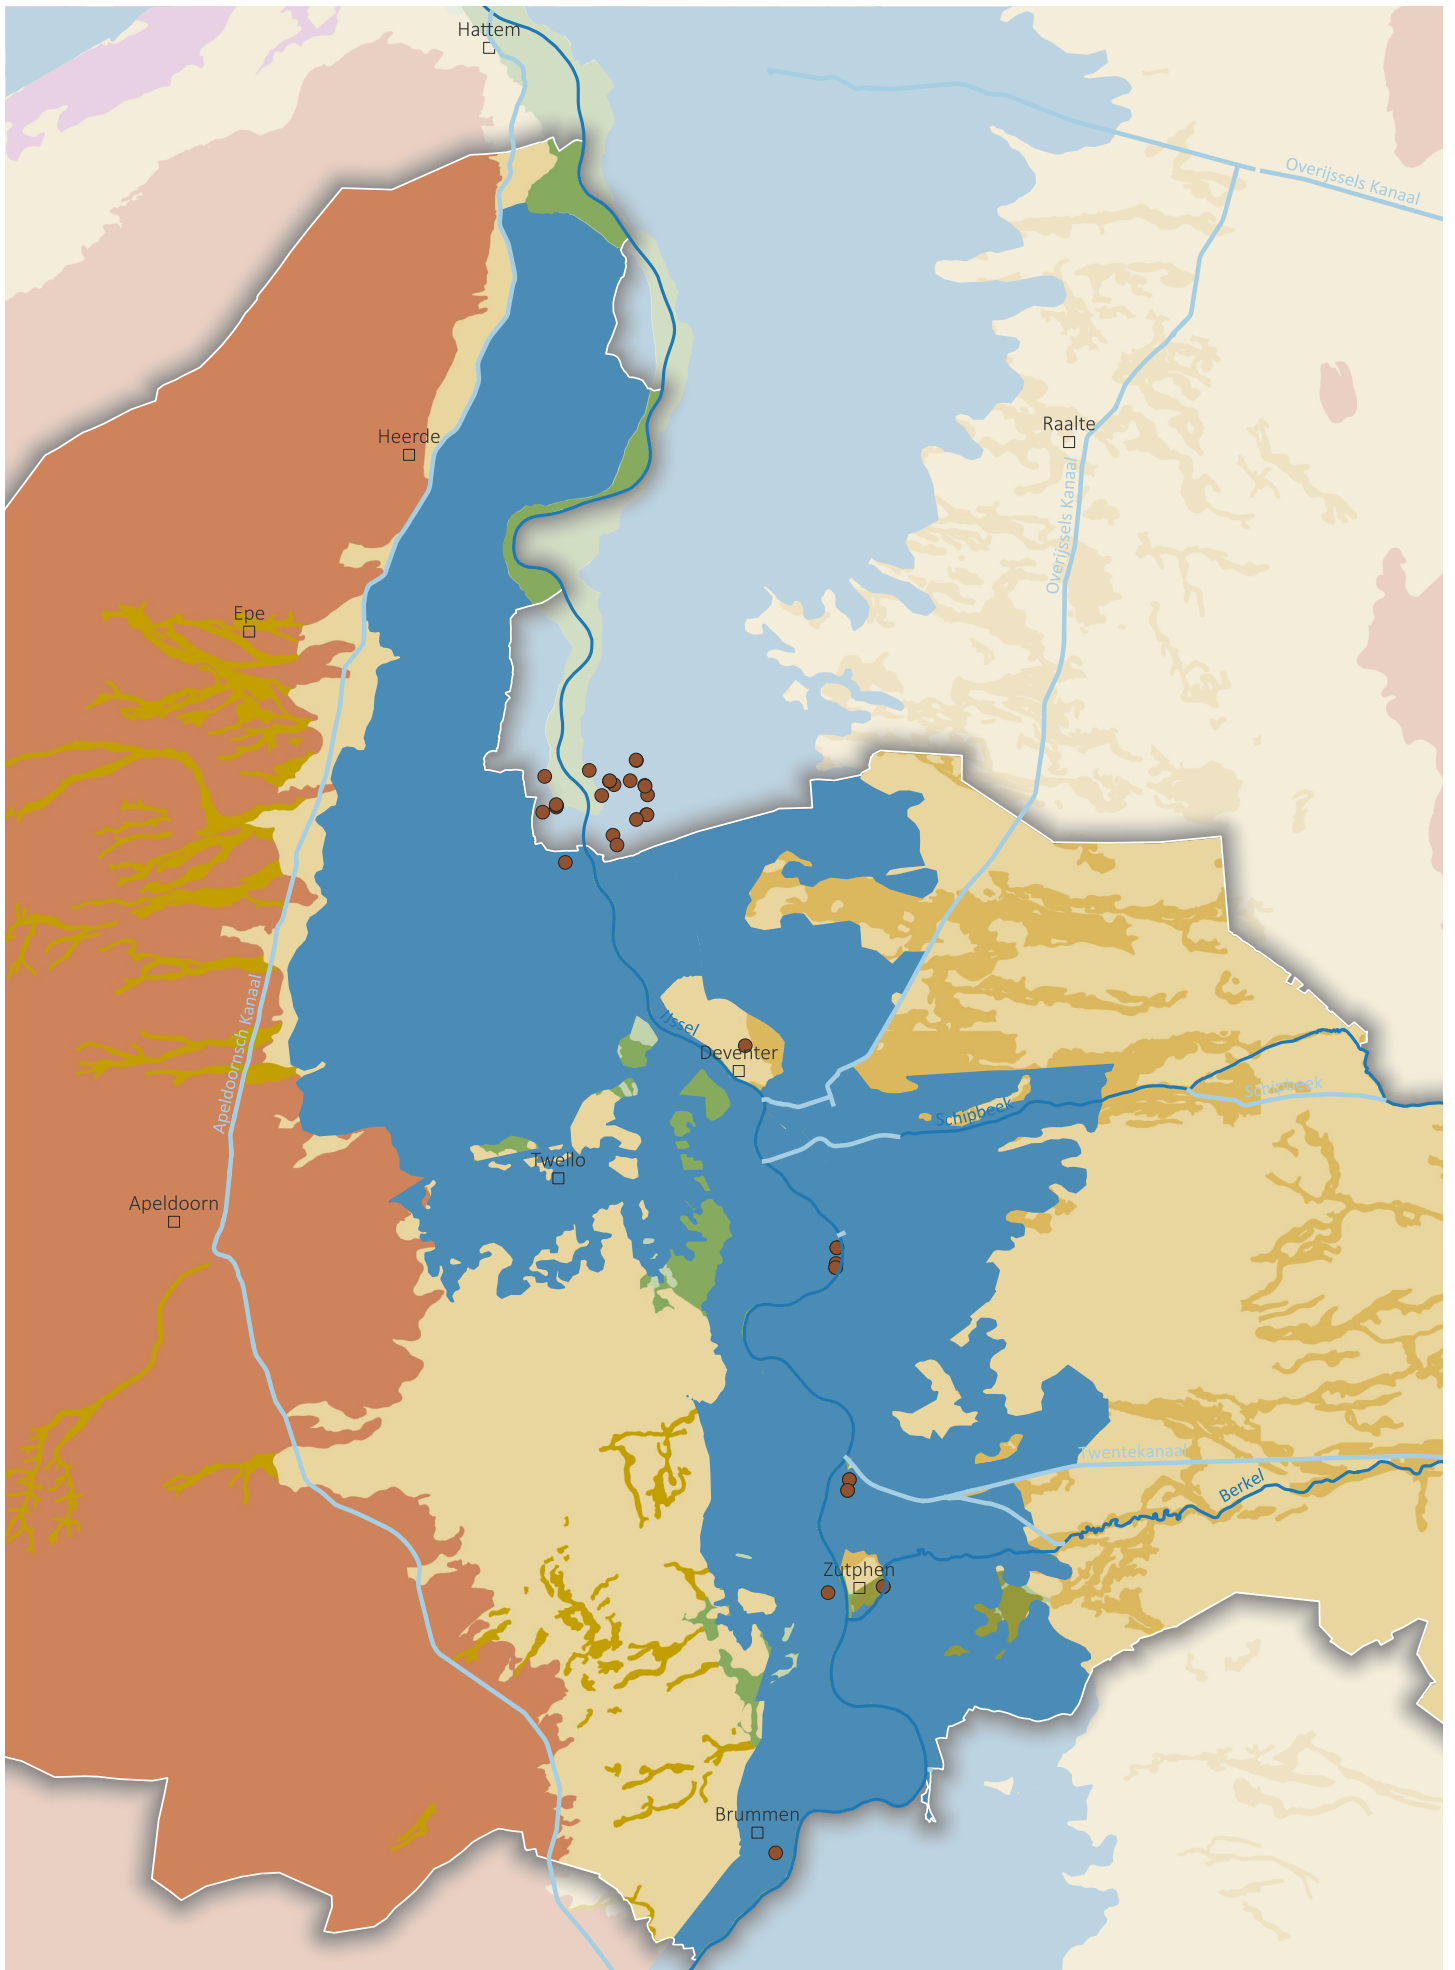 Hattem
Overijssels Kanaal
Raalte
Heerde
Overijssels Kanaal
Epe
IJssel
Deventer
Apeldoornsch Kanaal
Schipbeek
Schipbeek
Twello
Apeldoorn
Twentekanaal
Berkel
Zutphen
Brummen